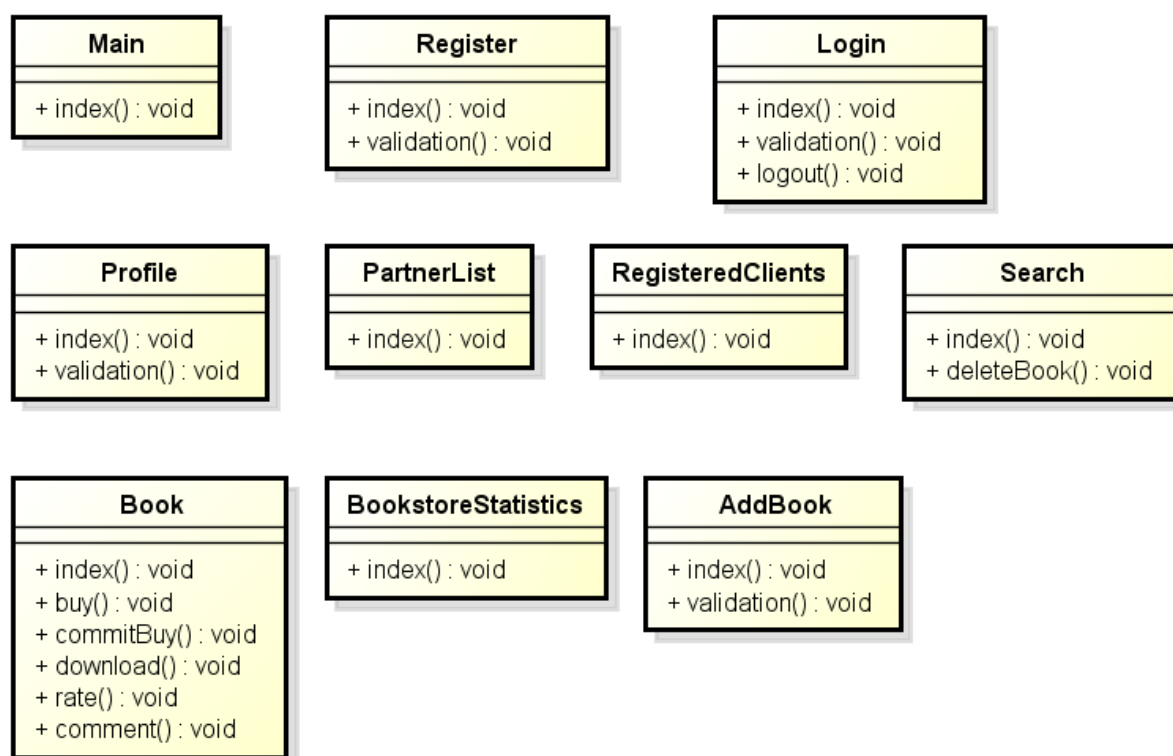 Main
+ index() : void
Register
+ index() : void
+ validation() : void
Login
+ index() : void
+ validation() : void
+ logout() : void
Profile
+ index() : void
+ validation() : void
PartnerList
+ index() : void
RegisteredClients
+ index() : void
Search
+ index() : void
+ deleteBook() : void
Book
+ index() : void
+ buy() : void
+ commitBuy() : void
+ download() : void
+ rate() : void
+ comment() : void
BookstoreStatistics
+ index() : void
AddBook
+ index() : void
+ validation() : void